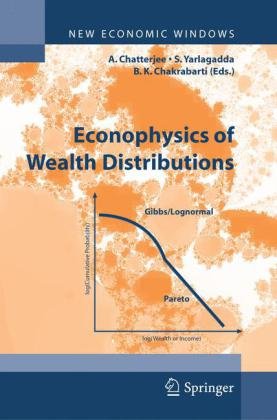 NEW ECONOMIC WINDOWS
A. Chatterjee • S. Yarlagadda
B. K. Chakrabarti (Eds.)
Econophysics of
Wealth Distributions
Gibbs/Lognormal
log(Cumulative Probability)
Pareto
log(Wealth or Income)
Springer